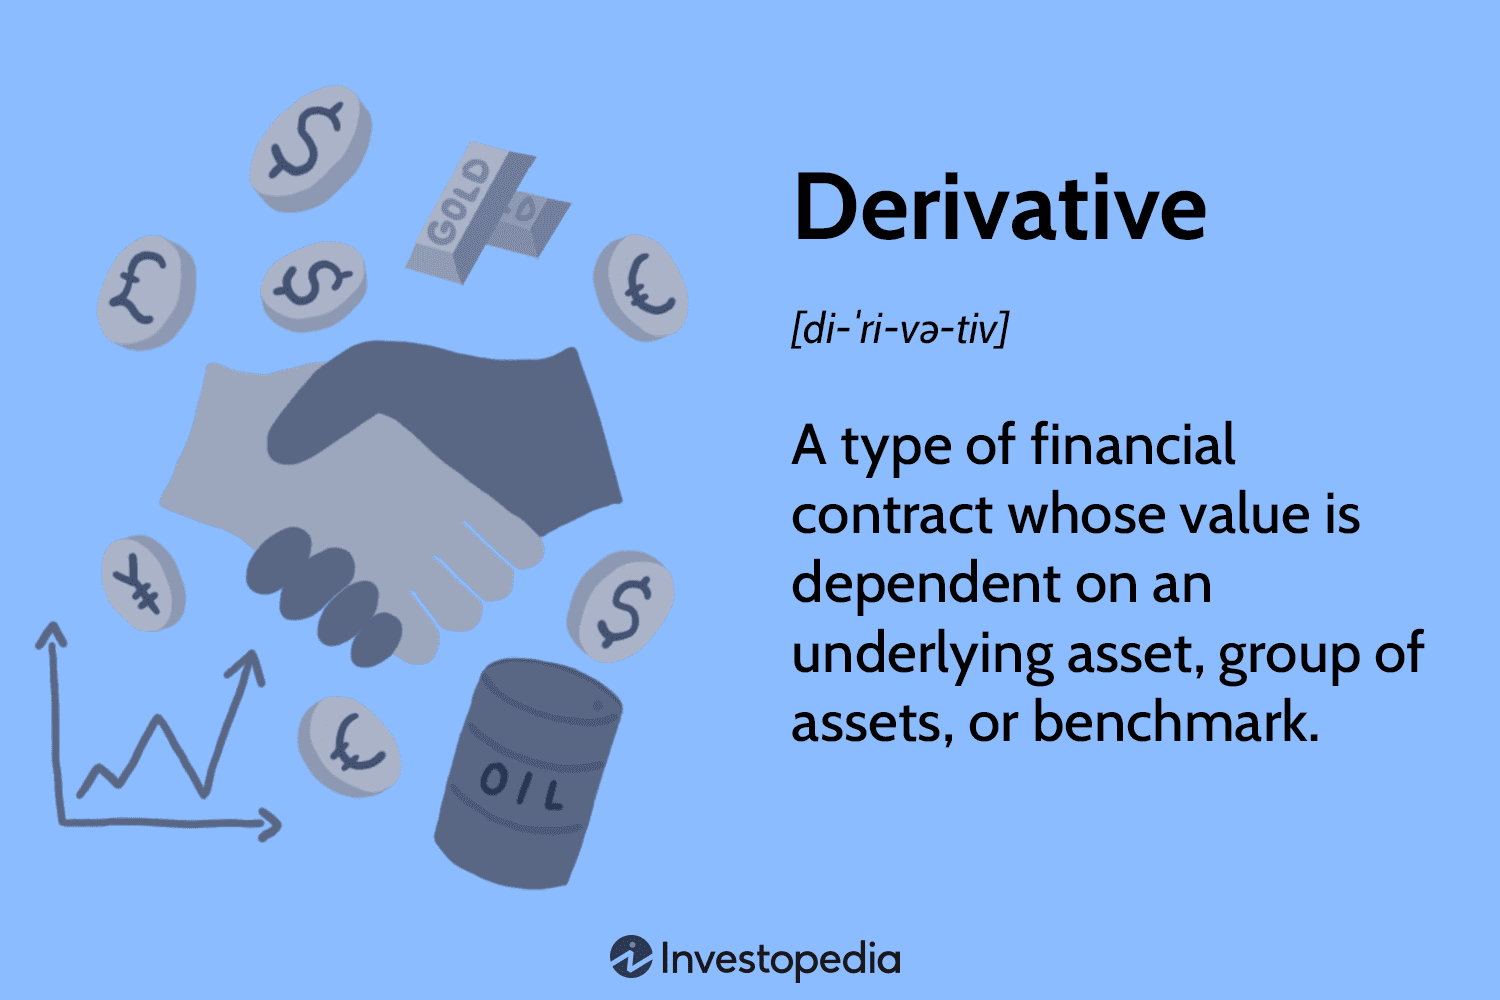 $
GOLD
£
$
€
Derivative
[di-ˈri-və-tiv]
A type of financial
contract whose value is
dependent on an
underlying asset, group of
assets, or benchmark.
¥
$
€
OIL
Investopedia